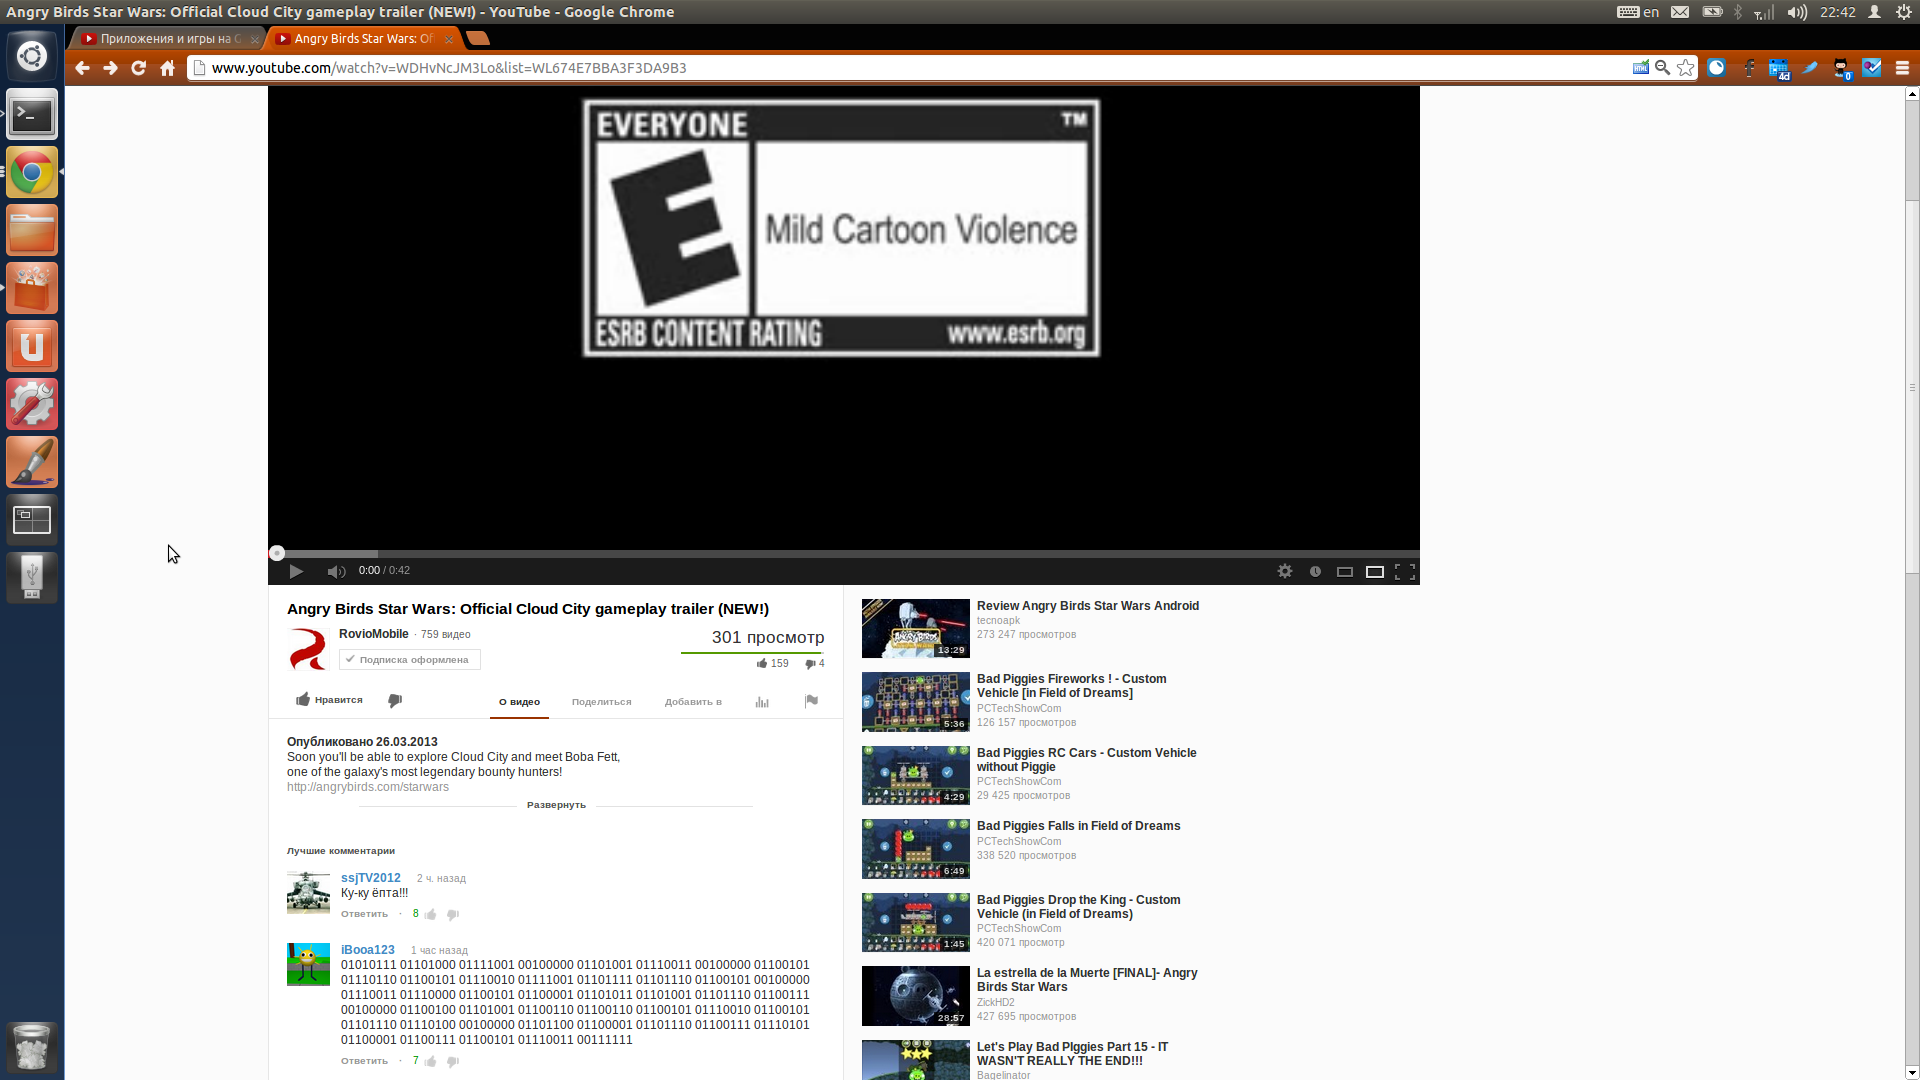 Angry Birds Star Wars: Official Cloud City gameplay trailer (NEW!) - YouTube - Google Chrome
en
22:42
Приложения и игры на G
Angry Birds Star Wars: Of
www.youtube.com/watch?v=WDHvNcJM3Lo&list=WL674E7BBA3F3DA9B3
4d
0
EVERYONE
TM
E
Mild Cartoon Violence
ESRB CONTENT RATING
www.esrb.org
0:00 / 0:42
Angry Birds Star Wars: Official Cloud City gameplay trailer (NEW!)
RovioMobile · 759 видео
Подписка оформлена
301 просмотр
159
4
Нравится
О видео
Поделиться
Добавить в
Опубликовано 26.03.2013
Soon you'll be able to explore Cloud City and meet Boba Fett,
one of the galaxy's most legendary bounty hunters!
http://angrybirds.com/starwars
Развернуть
Лучшие комментарии
ssjTV2012 2 ч. назад
Ку-ку ёпта!!!
Ответить · 8
iBooa123 1 час назад
01010111 01101000 01111001 00100000 01101001 01110011 00100000 01100101
01110110 01100101 01110010 01111001 01101111 01101110 01100101 00100000
01110011 01110000 01100101 01100001 01101011 01101001 01101110 01100111
00100000 01100100 01101001 01100110 01100110 01100101 01110010 01100101
01101110 01110100 00100000 01101100 01100001 01101110 01100111 01110101
01100001 01100111 01100101 01110011 00111111
Ответить · 7
13:29
Review Angry Birds Star Wars Android
tecnoapk
273 247 просмотров
5:36
Bad Piggies Fireworks ! - Custom
Vehicle [in Field of Dreams]
PCTechShowCom
126 157 просмотров
4:29
Bad Piggies RC Cars - Custom Vehicle
without Piggie
PCTechShowCom
29 425 просмотров
6:49
Bad Piggies Falls in Field of Dreams
PCTechShowCom
338 520 просмотров
1:45
Bad Piggies Drop the King - Custom
Vehicle (in Field of Dreams)
PCTechShowCom
420 071 просмотр
28:57
La estrella de la Muerte [FINAL]- Angry
Birds Star Wars
ZickHD2
427 695 просмотров
Let's Play Bad PIggies Part 15 - IT
WASN'T REALLY THE END!!!
Bagelinator